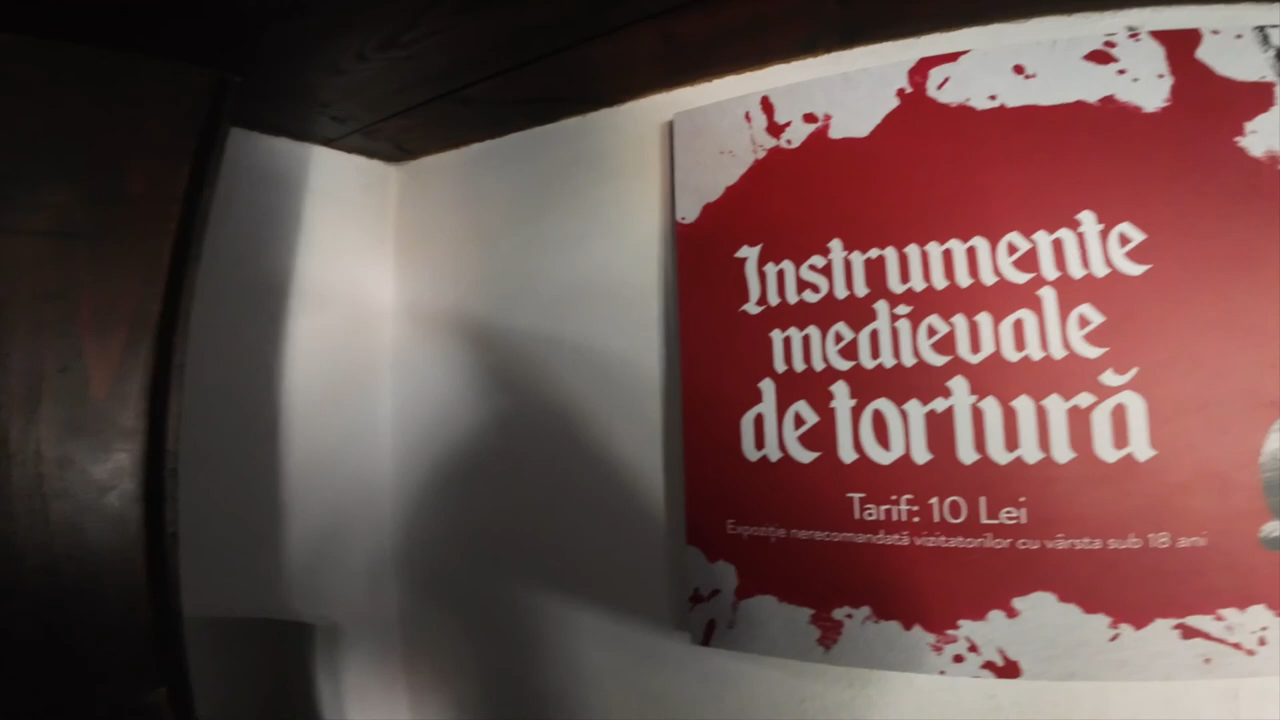 Instrumente
medievale
de tortură
Tarif: 10 Lei
Expoziție nerecomandată vizitatorilor cu vârsta sub 18 ani